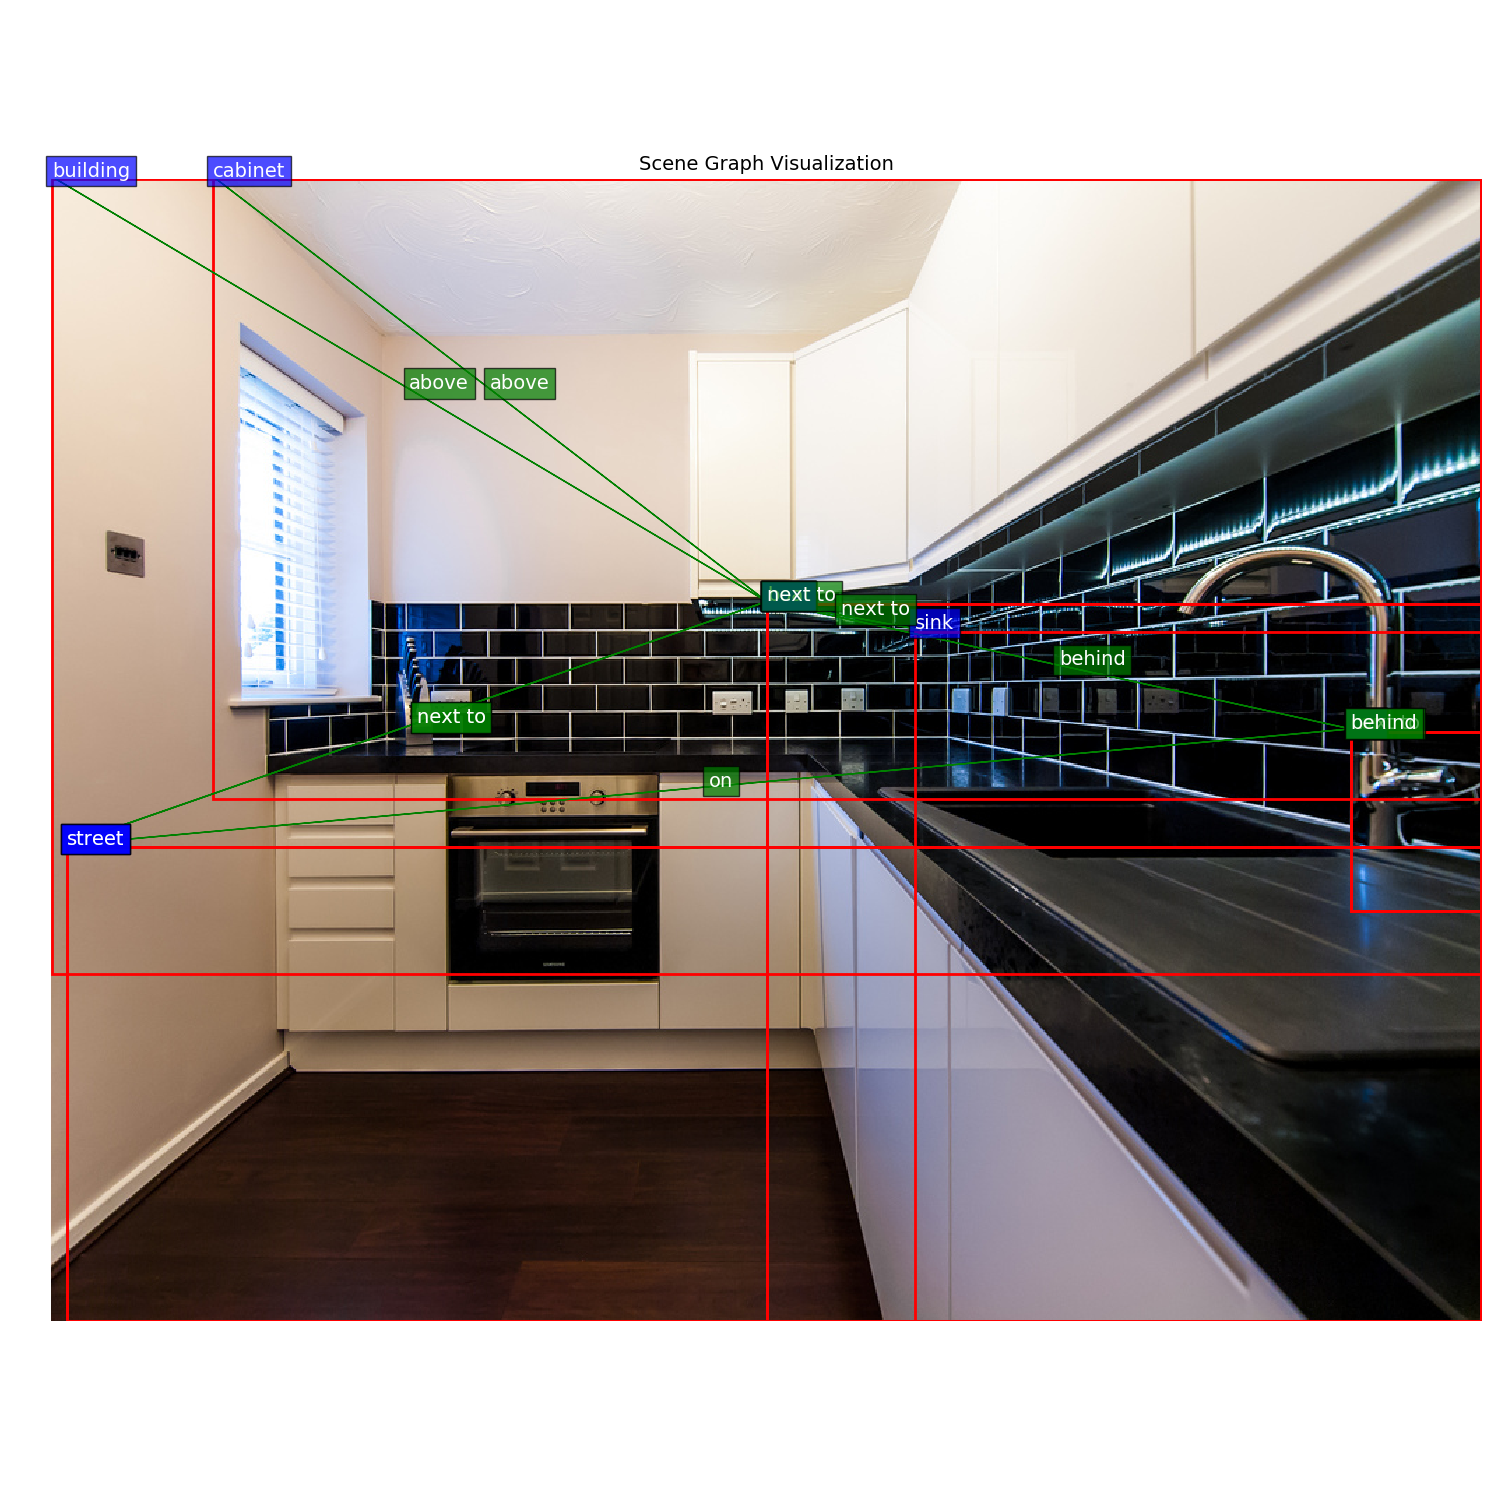 Scene Graph Visualization
building
cabinet
above
above
next to
next to
sink
behind
next to
behind
on
street